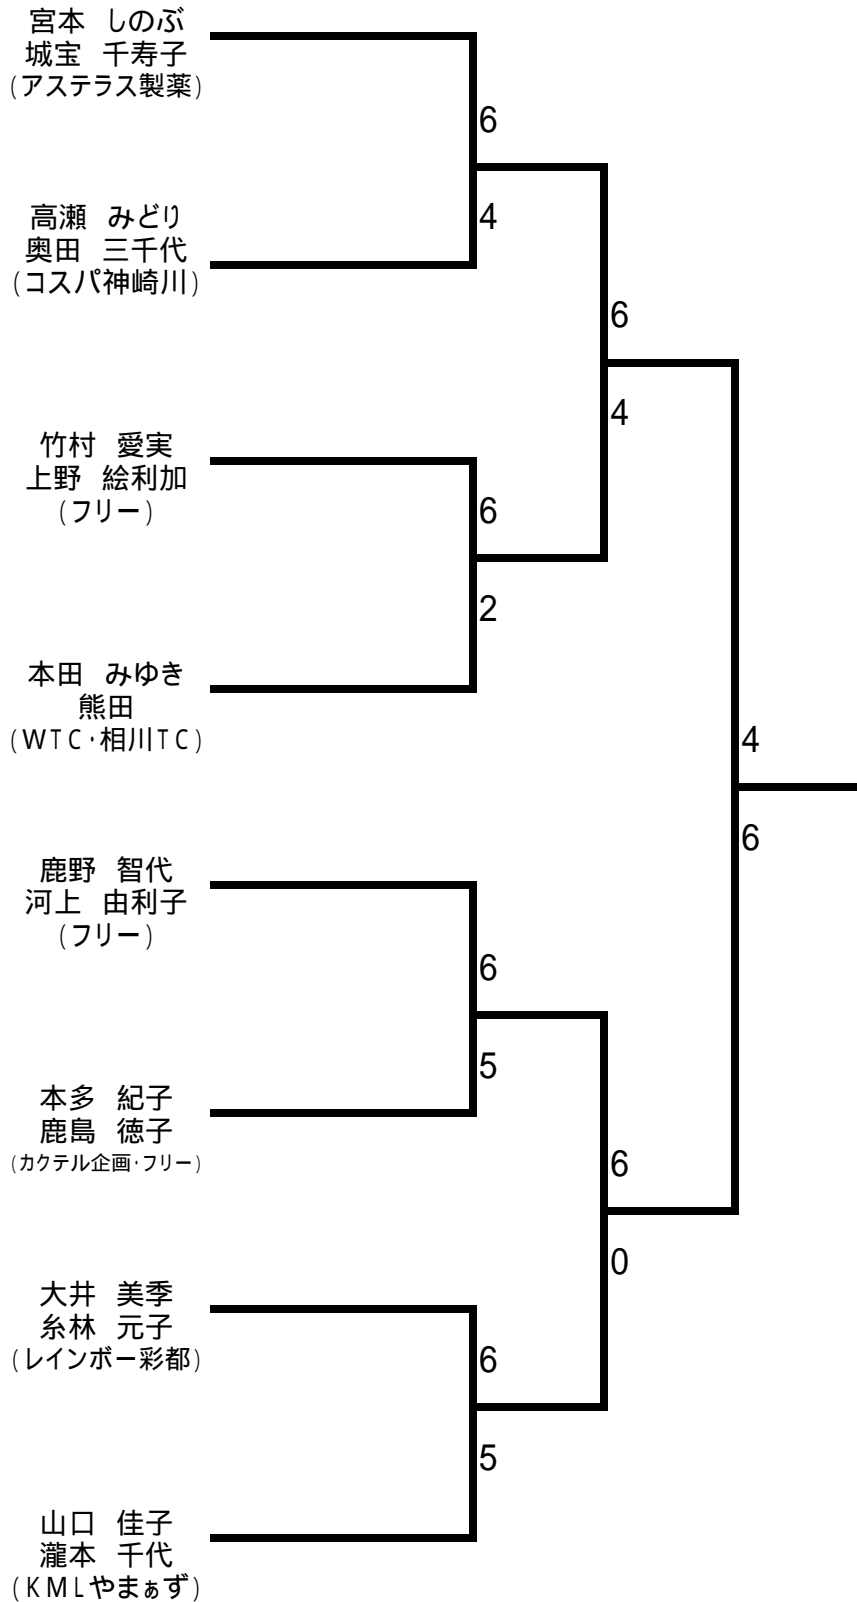 宮本 しのぶ
城宝 千寿子
(アステラス製薬)
6
4
高瀬 みどり
奥田 三千代
(コスパ神崎川)
6
4
竹村 愛実
上野 絵利加
(フリー)
6
2
本田 みゆき
熊田
(WTC・相川TC)
4
6
鹿野 智代
河上 由利子
(フリー)
6
5
本多 紀子
鹿島 徳子
(カクテル企画・フリー)
6
0
大井 美季
糸林 元子
(レインボー彩都)
6
5
山口 佳子
瀧本 千代
(KMLやまぁず)